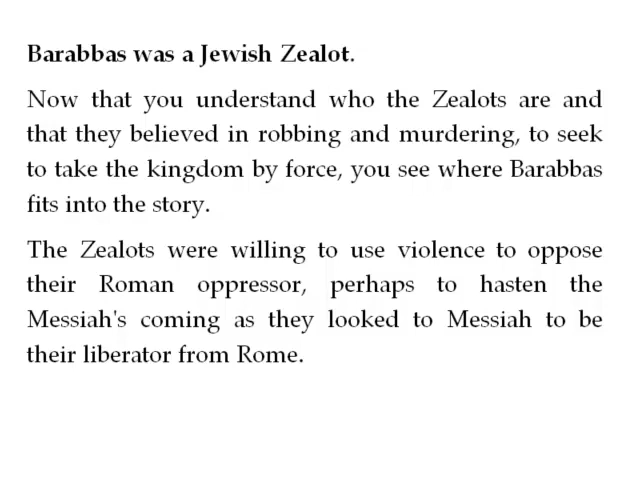 Barabbas was a Jewish Zealot.
Now that you understand who the Zealots are and
that they believed in robbing and murdering, to seek
to take the kingdom by force, you see where Barabbas
fits into the story.
The Zealots were willing to use violence to oppose
their Roman oppressor, perhaps to hasten the
Messiah's coming as they looked to Messiah to be
their liberator from Rome.